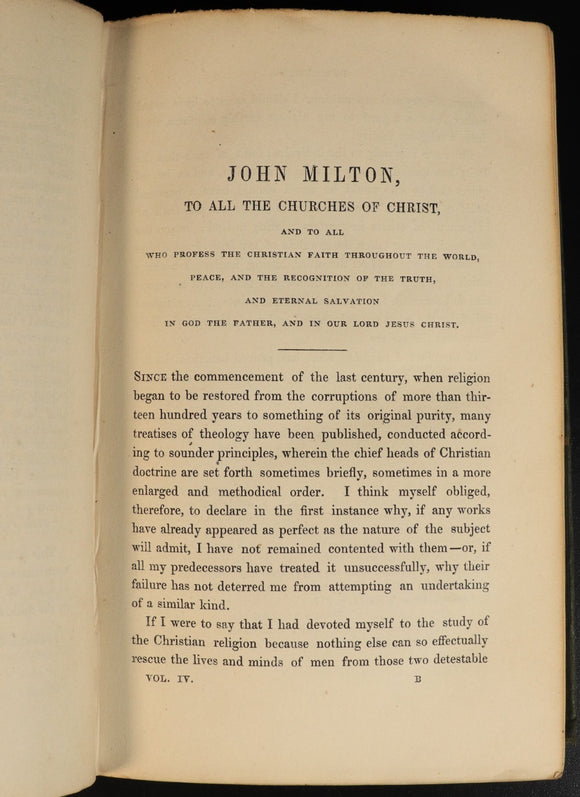 JOHN MILTON,
TO ALL THE CHURCHES OF CHRIST,
AND TO ALL
WHO PROFESS THE CHRISTIAN FAITH THROUGHOUT THE WORLD,
PEACE, AND THE RECOGNITION OF THE TRUTH,
AND ETERNAL SALVATION
IN GOD THE FATHER, AND IN OUR LORD JESUS CHRIST.
SINCE the commencement of the last century, when religion
began to be restored from the corruptions of more than thir-
teen hundred years to something of its original purity, many
treatises of theology have been published, conducted accord-
ing to sounder principles, wherein the chief heads of Christian
doctrine are set forth sometimes briefly, sometimes in a more
enlarged and methodical order. I think myself obliged,
therefore, to declare in the first instance why, if any works
have already appeared as perfect as the nature of the subject
will admit, I have not remained contented with them—or, if
all my predecessors have treated it unsuccessfully, why their
failure has not deterred me from attempting an undertaking
of a similar kind.
If I were to say that I had devoted myself to the study of
the Christian religion because nothing else can so effectually
rescue the lives and minds of men from those two detestable
VOL. IV. B